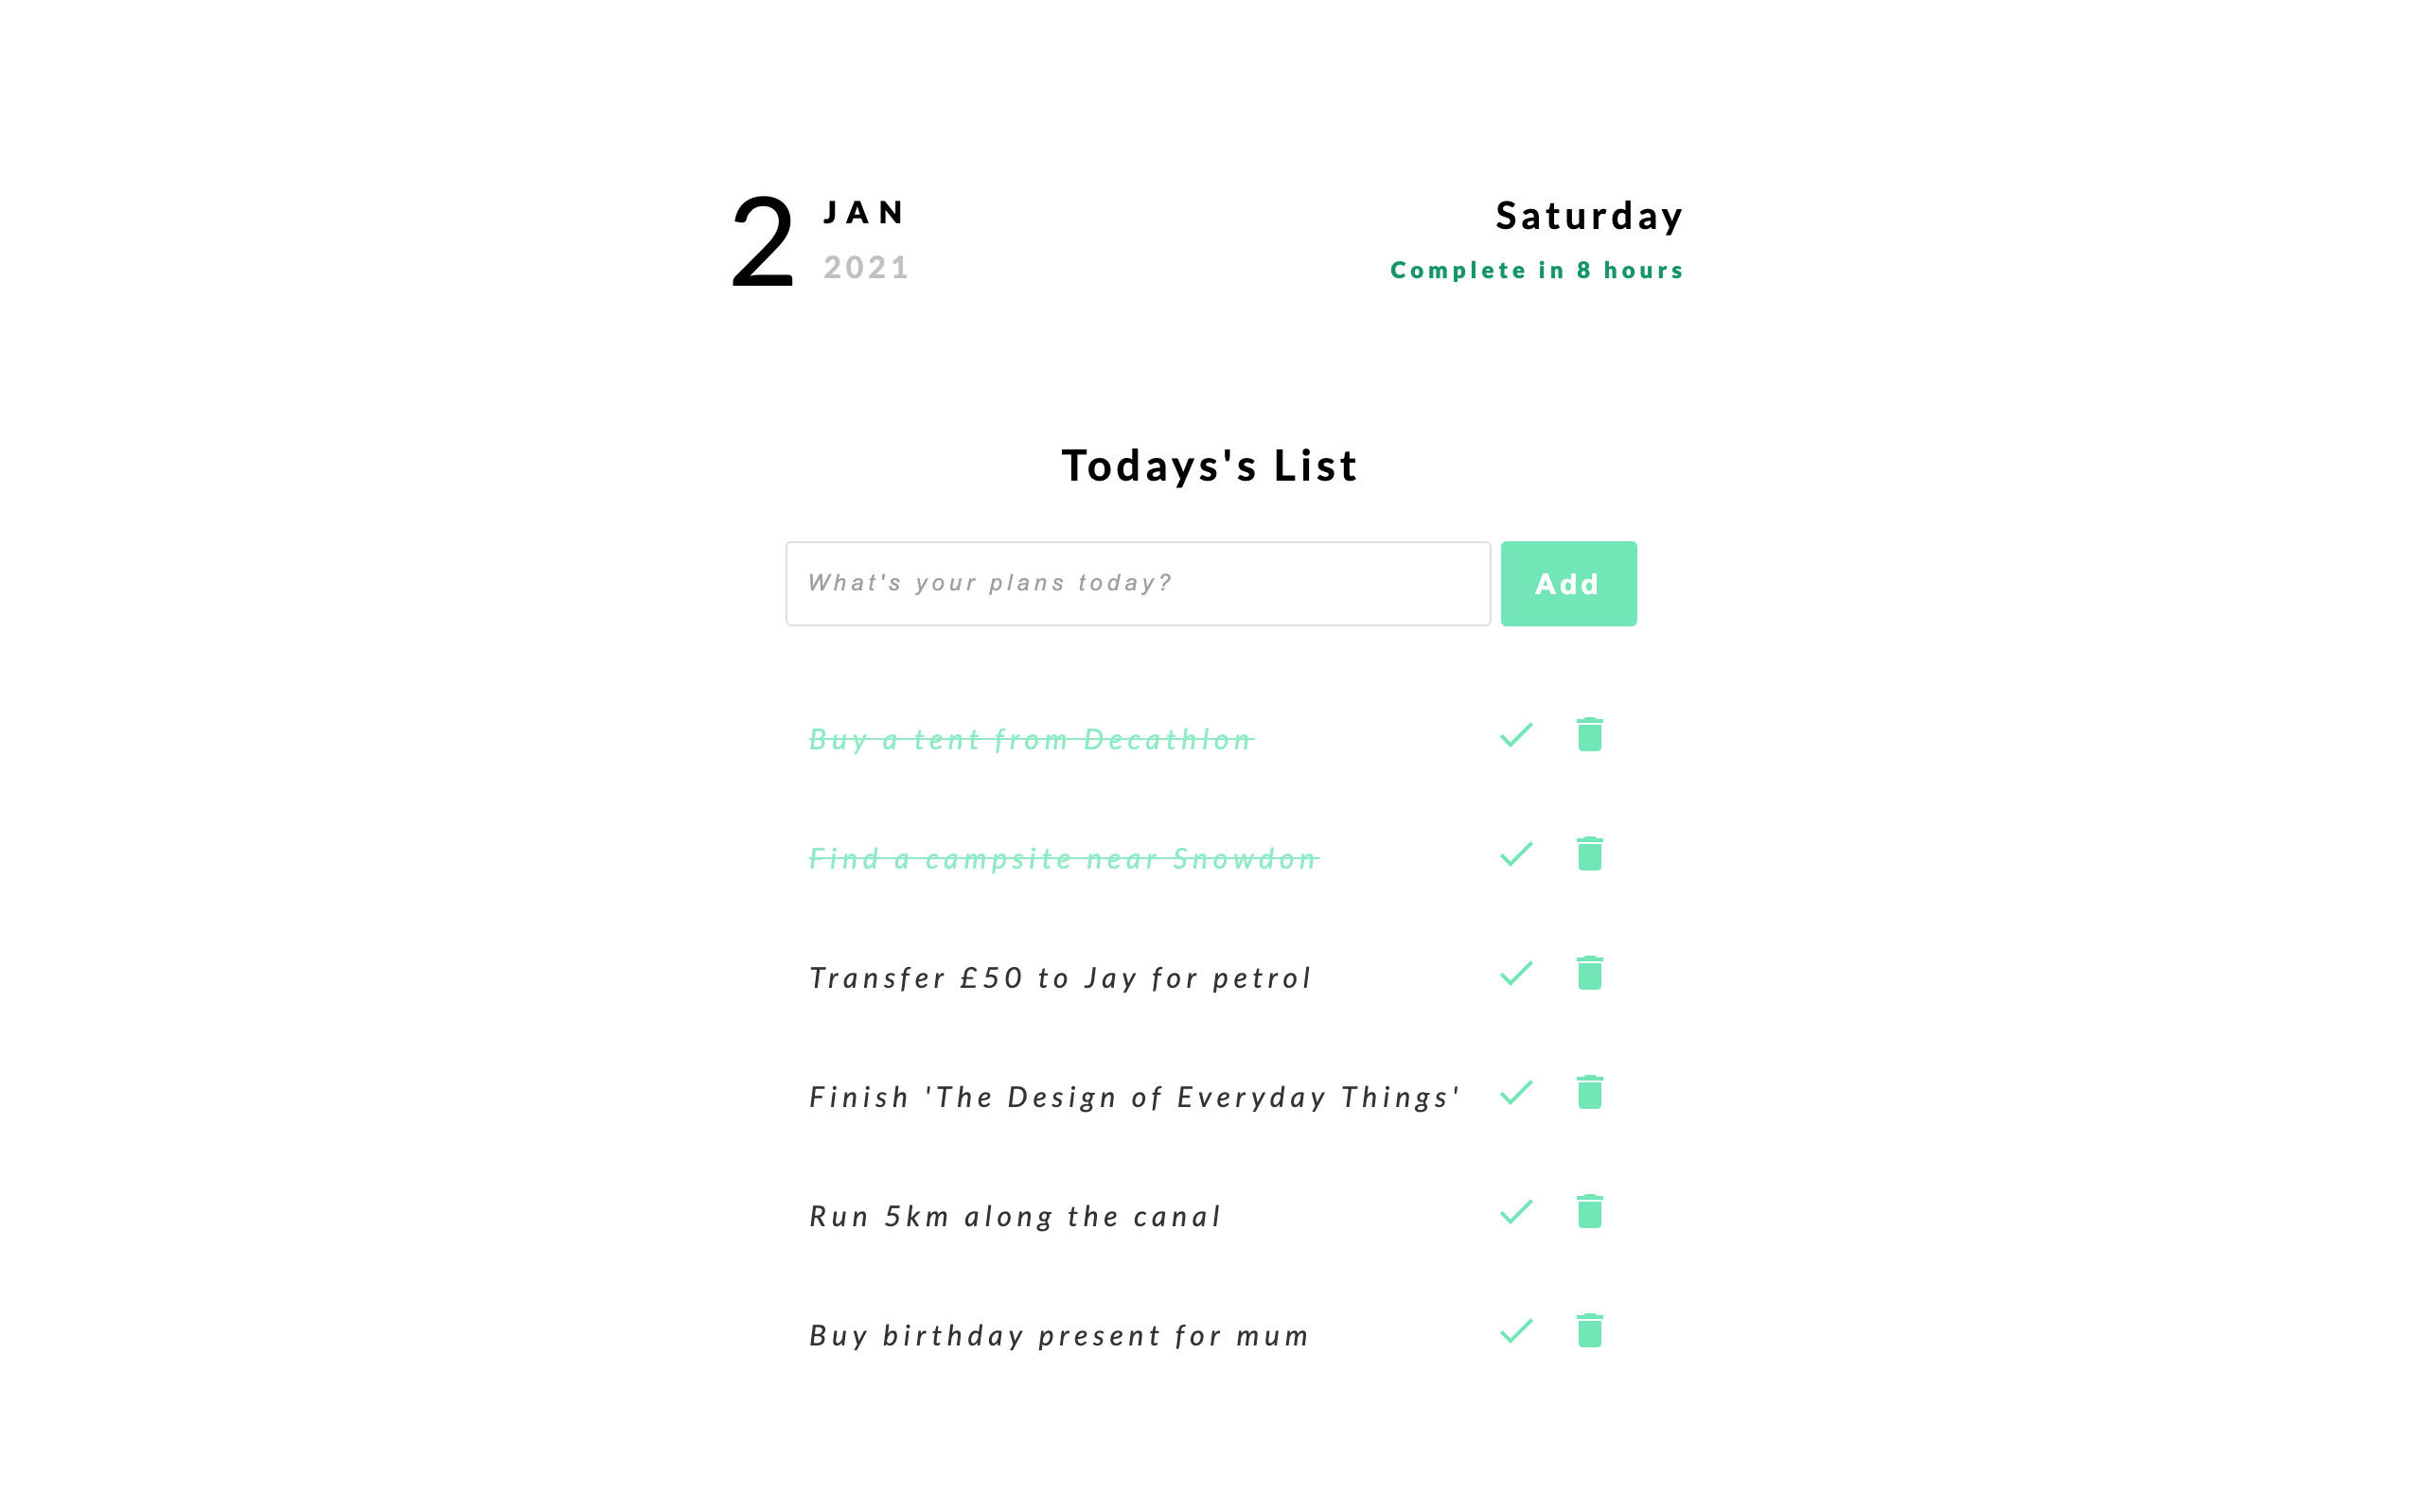 2 JAN
2021
Saturday
Complete in 8 hours
Todays's List
What's your plans today?
Add
Buy a tent from Decathlon
Find a campsite near Snowdon
Transfer £50 to Jay for petrol
Finish 'The Design of Everyday Things'
Run 5km along the canal
Buy birthday present for mum